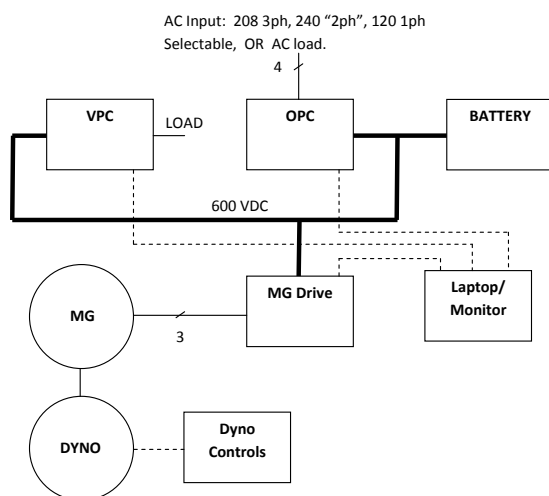 AC Input:  208 3ph, 240 “2ph”, 120 1ph
Selectable,  OR  AC load.
4
VPC
LOAD
OPC
BATTERY
600 VDC
MG
3
MG Drive
Laptop/
Monitor
DYNO
Dyno
Controls